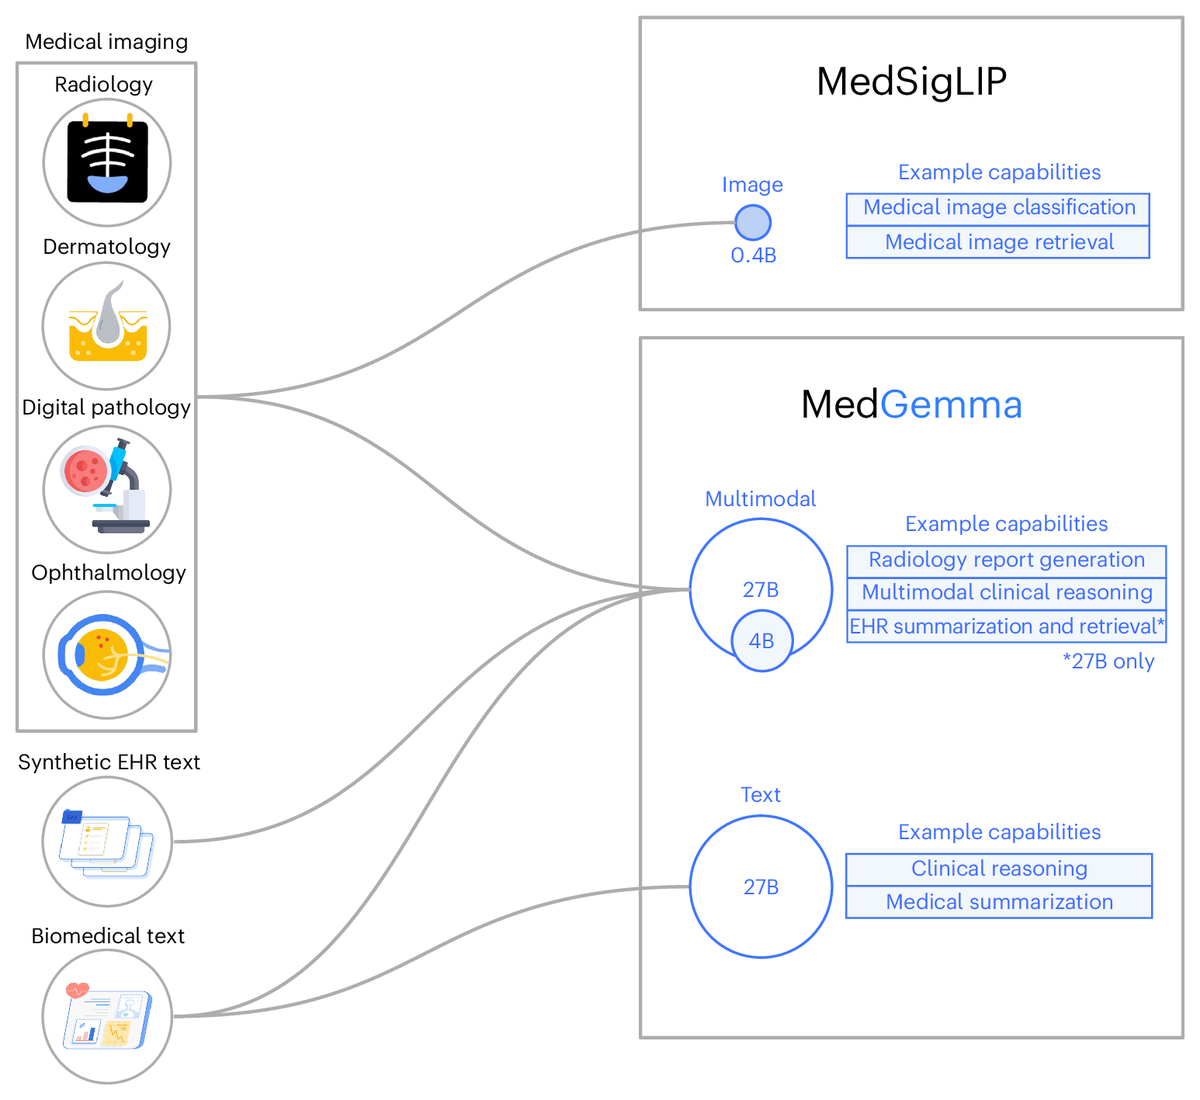 Medical imaging
Radiology
Dermatology
Digital pathology
Ophthalmology
Synthetic EHR text
Biomedical text
MedSigLIP
Image
0.4B
Example capabilities
Medical image classification
Medical image retrieval
MedGemma
Multimodal
27B
4B
Example capabilities
Radiology report generation
Multimodal clinical reasoning
EHR summarization and retrieval*
*27B only
Text
27B
Example capabilities
Clinical reasoning
Medical summarization